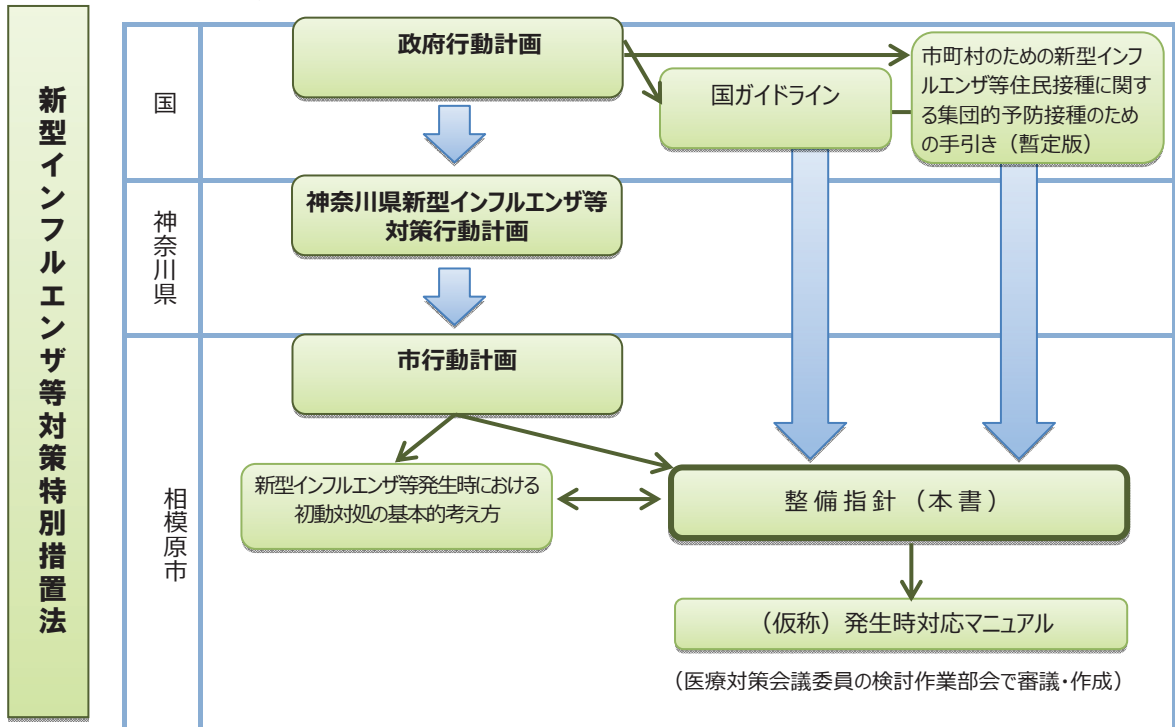 新型インフルエンザ等対策特別措置法
国
政府行動計画
国ガイドライン
市町村のための新型インフ
ルエンザ等住民接種に関す
る集団的予防接種のため
の手引き（暫定版）
神奈川県
神奈川県新型インフルエンザ等
対策行動計画
相模原市
市行動計画
新型インフルエンザ等発生時における
初動対処の基本的考え方
整備指針（本書）
（仮称）発生時対応マニュアル
（医療対策会議委員の検討作業部会で審議・作成）